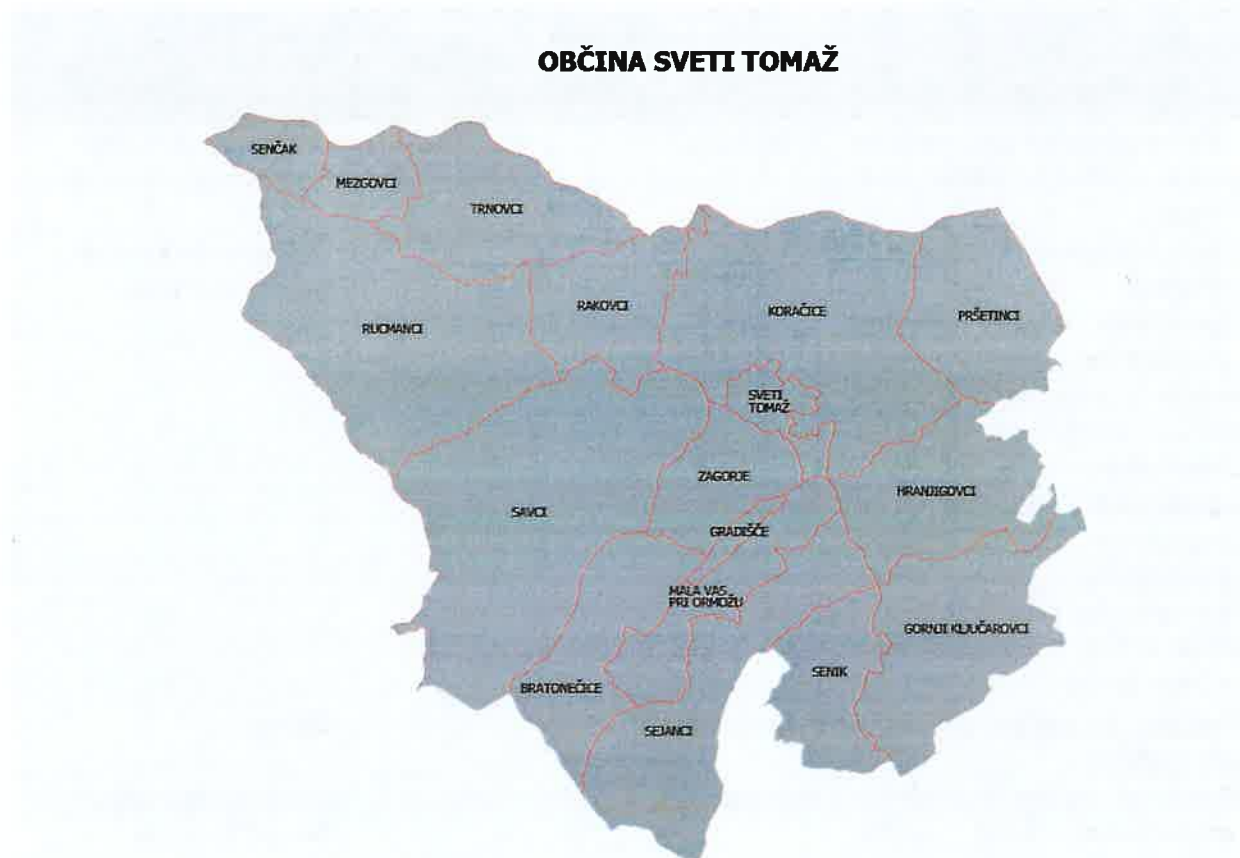 OBČINA SVETI TOMAŽ
SENČAK
MEZGOVCI
TRNOVCI
RAKOVCI
KORAČICE
PRŠETINCI
RUCMANCI
SVETI
TOMAŽ
ZAGORJE
HRANJIGOVCI
SAVCI
GRADIŠČE
MALA VAS
PRI ORMOŽU
GORNJI KLJUČAROVCI
SENIK
BRATONEČICE
SEJANCI